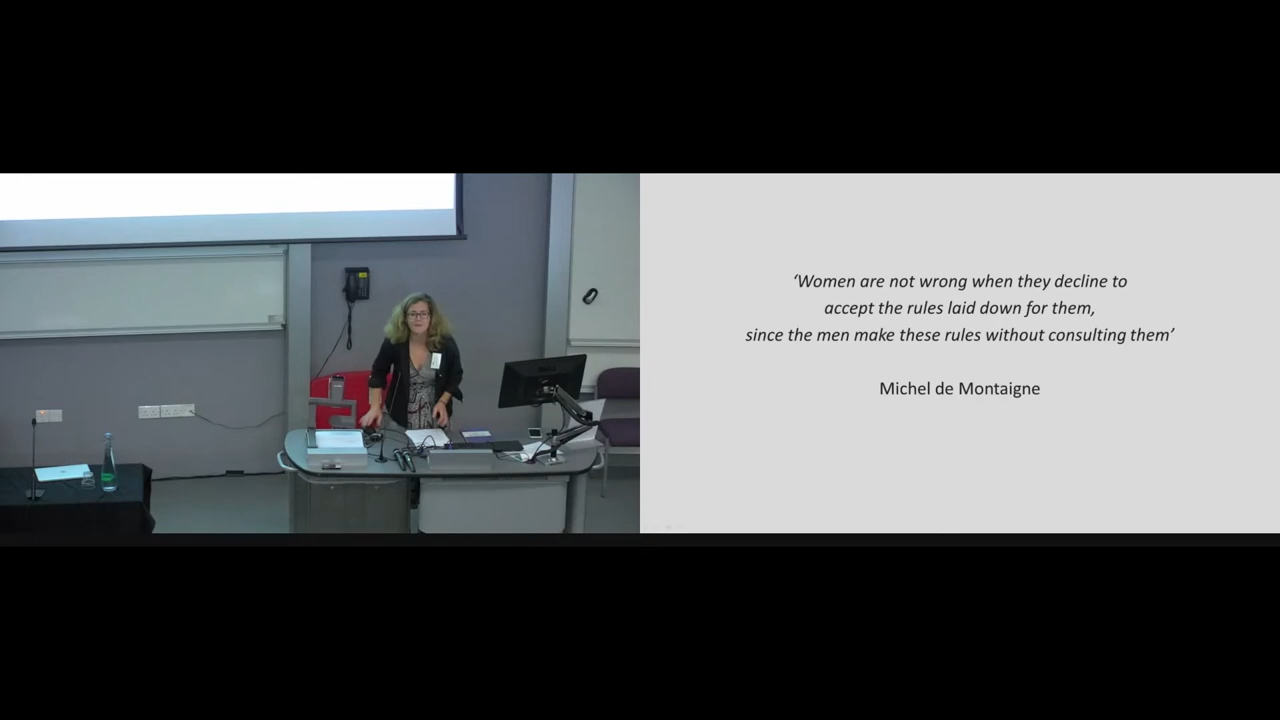 ‘Women are not wrong when they decline to
accept the rules laid down for them,
since the men make these rules without consulting them’
Michel de Montaigne